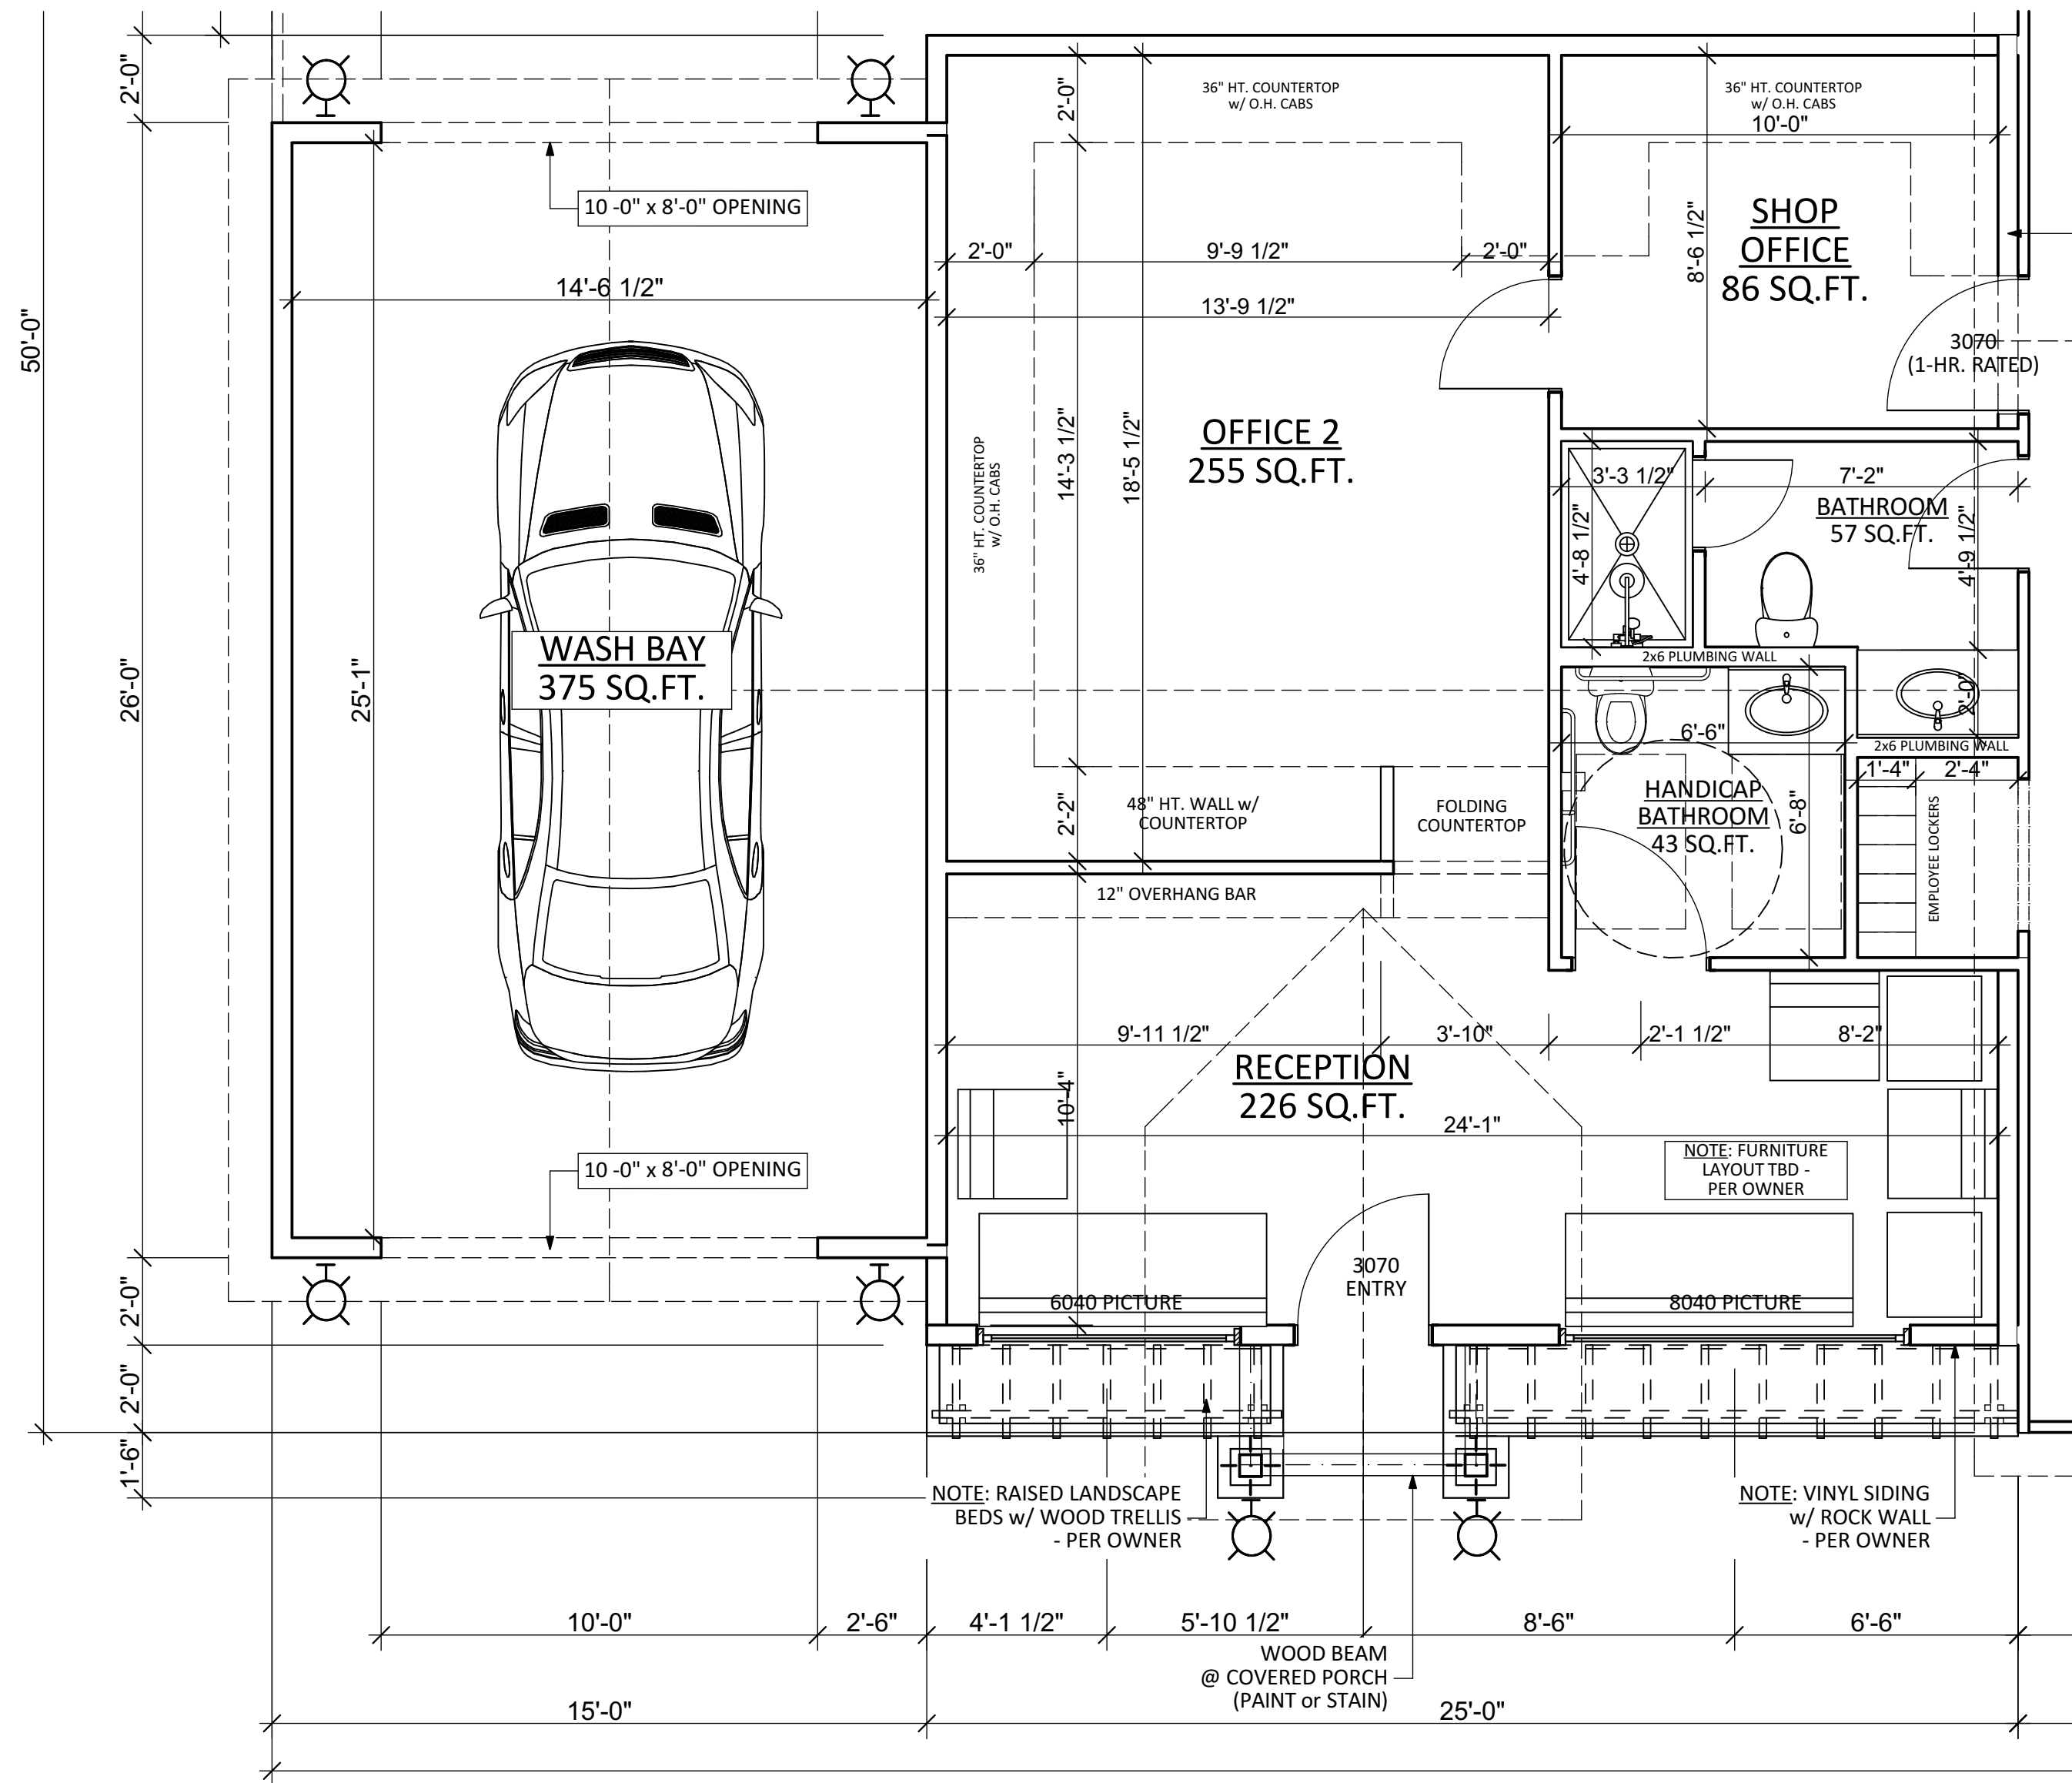 2'-0"
36" HT. COUNTERTOP
w/ O.H. CABS
36" HT. COUNTERTOP
w/ O.H. CABS
2'-0"
10'-0"
10 -0" x 8'-0" OPENING
SHOP
OFFICE
86 SQ.FT.
8'-6 1/2"
2'-0"
9'-9 1/2"
2'-0"
14'-6 1/2"
13'-9 1/2"
50'-0"
3070
(1-HR. RATED)
OFFICE 2
255 SQ.FT.
14'-3 1/2"
18'-5 1/2"
36" HT. COUNTERTOP
w/ O.H. CABS
3'-3 1/2"
7'-2"
BATHROOM
57 SQ.FT.
4'-8 1/2"
4'-9 1/2"
WASH BAY
375 SQ.FT.
26'-0"
25'-1"
2x6 PLUMBING WALL
2'-0"
6'-6"
2x6 PLUMBING WALL
1'-4"
2'-4"
HANDICAP
BATHROOM
43 SQ.FT.
6'-8"
EMPLOYEE LOCKERS
2'-2"
48" HT. WALL w/
COUNTERTOP
FOLDING
COUNTERTOP
12" OVERHANG BAR
9'-11 1/2"
3'-10"
2'-1 1/2"
8'-2"
RECEPTION
226 SQ.FT.
10'-4"
24'-1"
10 -0" x 8'-0" OPENING
NOTE: FURNITURE
LAYOUT TBD -
PER OWNER
3070
ENTRY
2'-0"
6040 PICTURE
8040 PICTURE
2'-0"
1'-6"
NOTE: RAISED LANDSCAPE
BEDS w/ WOOD TRELLIS
- PER OWNER
NOTE: VINYL SIDING
w/ ROCK WALL
- PER OWNER
10'-0"
2'-6"
4'-1 1/2"
5'-10 1/2"
8'-6"
6'-6"
WOOD BEAM
@ COVERED PORCH
(PAINT or STAIN)
15'-0"
25'-0"